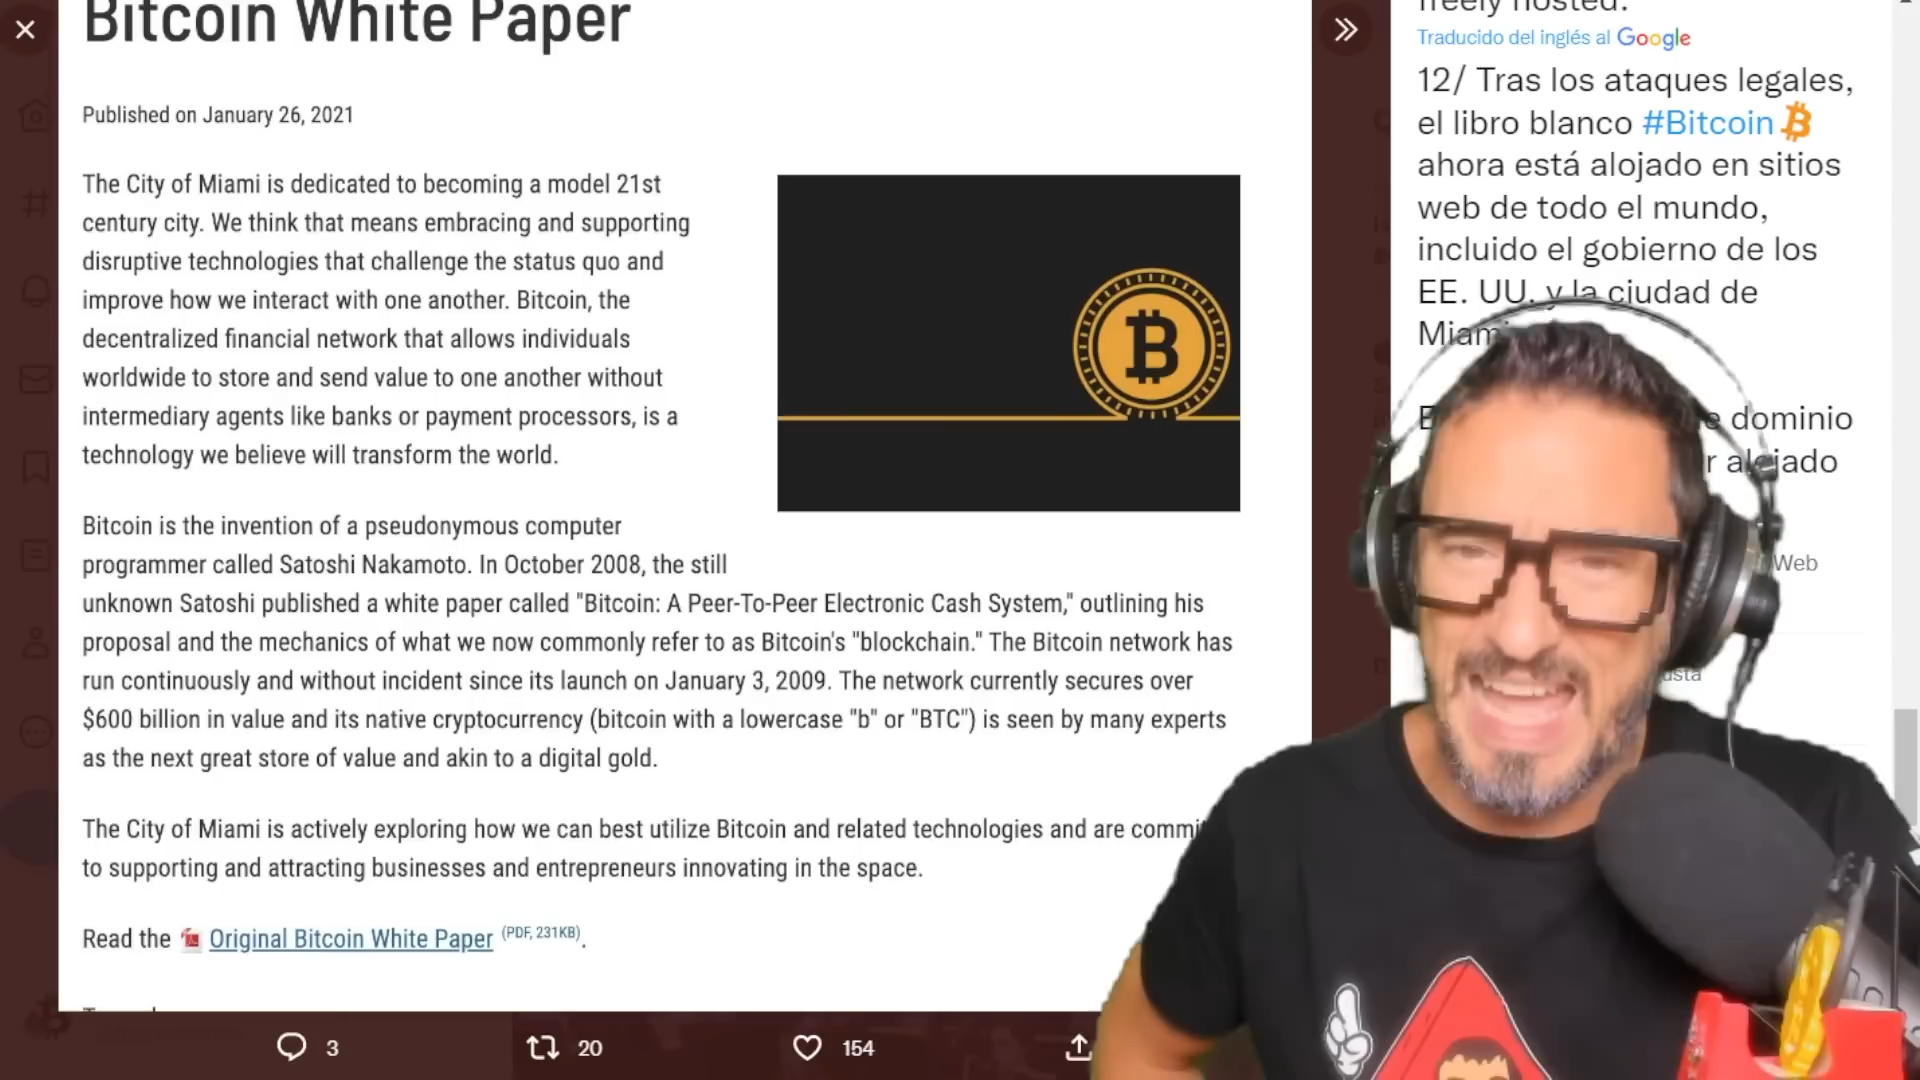 Bitcoin White Paper
Published on January 26, 2021
The City of Miami is dedicated to becoming a model 21st
century city. We think that means embracing and supporting
disruptive technologies that challenge the status quo and
improve how we interact with one another. Bitcoin, the
decentralized financial network that allows individuals
worldwide to store and send value to one another without
intermediary agents like banks or payment processors, is a
technology we believe will transform the world.
Bitcoin is the invention of a pseudonymous computer
programmer called Satoshi Nakamoto. In October 2008, the still
unknown Satoshi published a white paper called "Bitcoin: A Peer-To-Peer Electronic Cash System," outlining his
proposal and the mechanics of what we now commonly refer to as Bitcoin's "blockchain." The Bitcoin network has
run continuously and without incident since its launch on January 3, 2009. The network currently secures over
$600 billion in value and its native cryptocurrency (bitcoin with a lowercase "b" or "BTC") is seen by many experts
as the next great store of value and akin to a digital gold.
The City of Miami is actively exploring how we can best utilize Bitcoin and related technologies and are commi
to supporting and attracting businesses and entrepreneurs innovating in the space.
Read the Original Bitcoin White Paper (PDF, 231KB).
3 20 154
freely hosted.
Traducido del inglés al Google
12/ Tras los ataques legales,
el libro blanco #Bitcoin
ahora está alojado en sitios
web de todo el mundo,
incluido el gobierno de los
EE. UU. y la ciudad de
Miami
dominio
alojado
Web